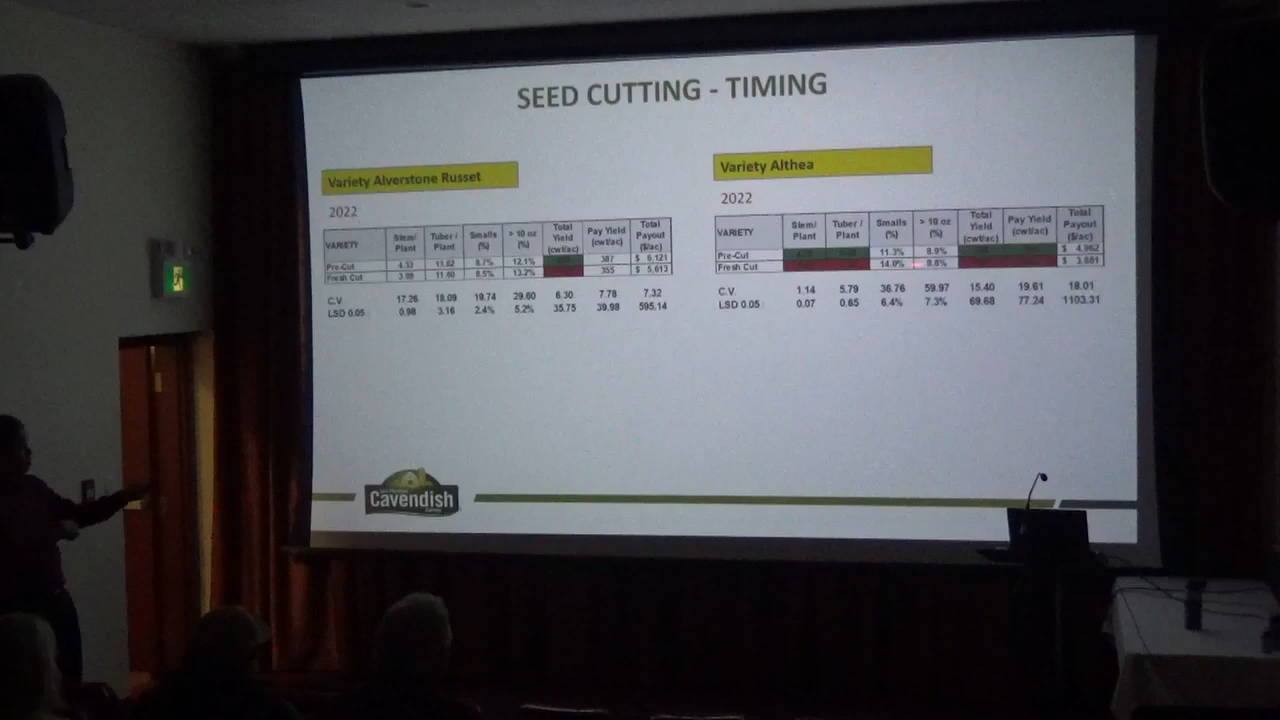 SEED CUTTING - TIMING
Variety Alverstone Russet
2022
VARIETY Stem/ Plant Tuber / Plant Smalls (%) > 10 oz (%) Total Yield (cwt/ac) Pay Yield (cwt/ac) Total Payout ($/ac)
Pre-Cut 11.62 8.7% 12.1% 387 $ 6,121
Fresh Cut 11.60 8.5% 13.2% 355 $ 5,613
C.V. 17.26 18.09 19.74 29.60 6.30 7.78 7.32
LSD 0.05 0.98 3.16 2.4% 5.2% 35.75 39.98 595.14
Variety Althea
2022
VARIETY Stem/ Plant Tuber / Plant Smalls (%) > 10 oz (%) Total Yield (cwt/ac) Pay Yield (cwt/ac) Total Payout ($/ac)
Pre-Cut 11.3% 8.9% $ 4,962
Fresh Cut 14.0% 8.8% $ 3,881
C.V. 1.14 5.79 36.76 59.97 15.40 19.61 18.01
LSD 0.05 0.07 0.65 6.4% 7.3% 69.68 77.24 1103.31
Cavendish